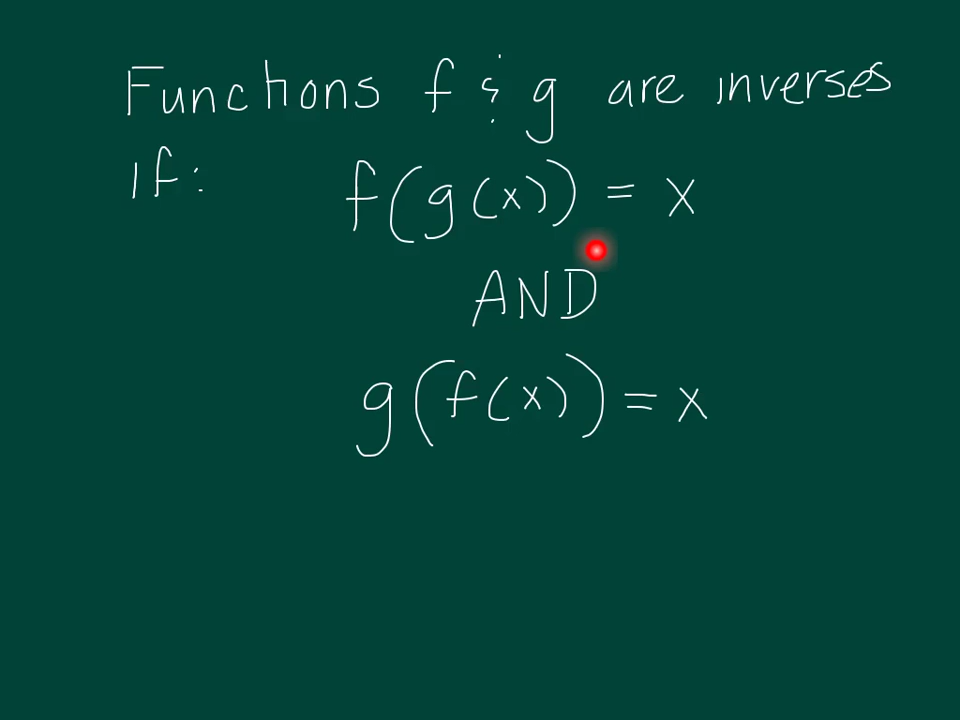 Functions f & g are inverses
If:
f(g(x)) = x
AND
g(f(x)) = x